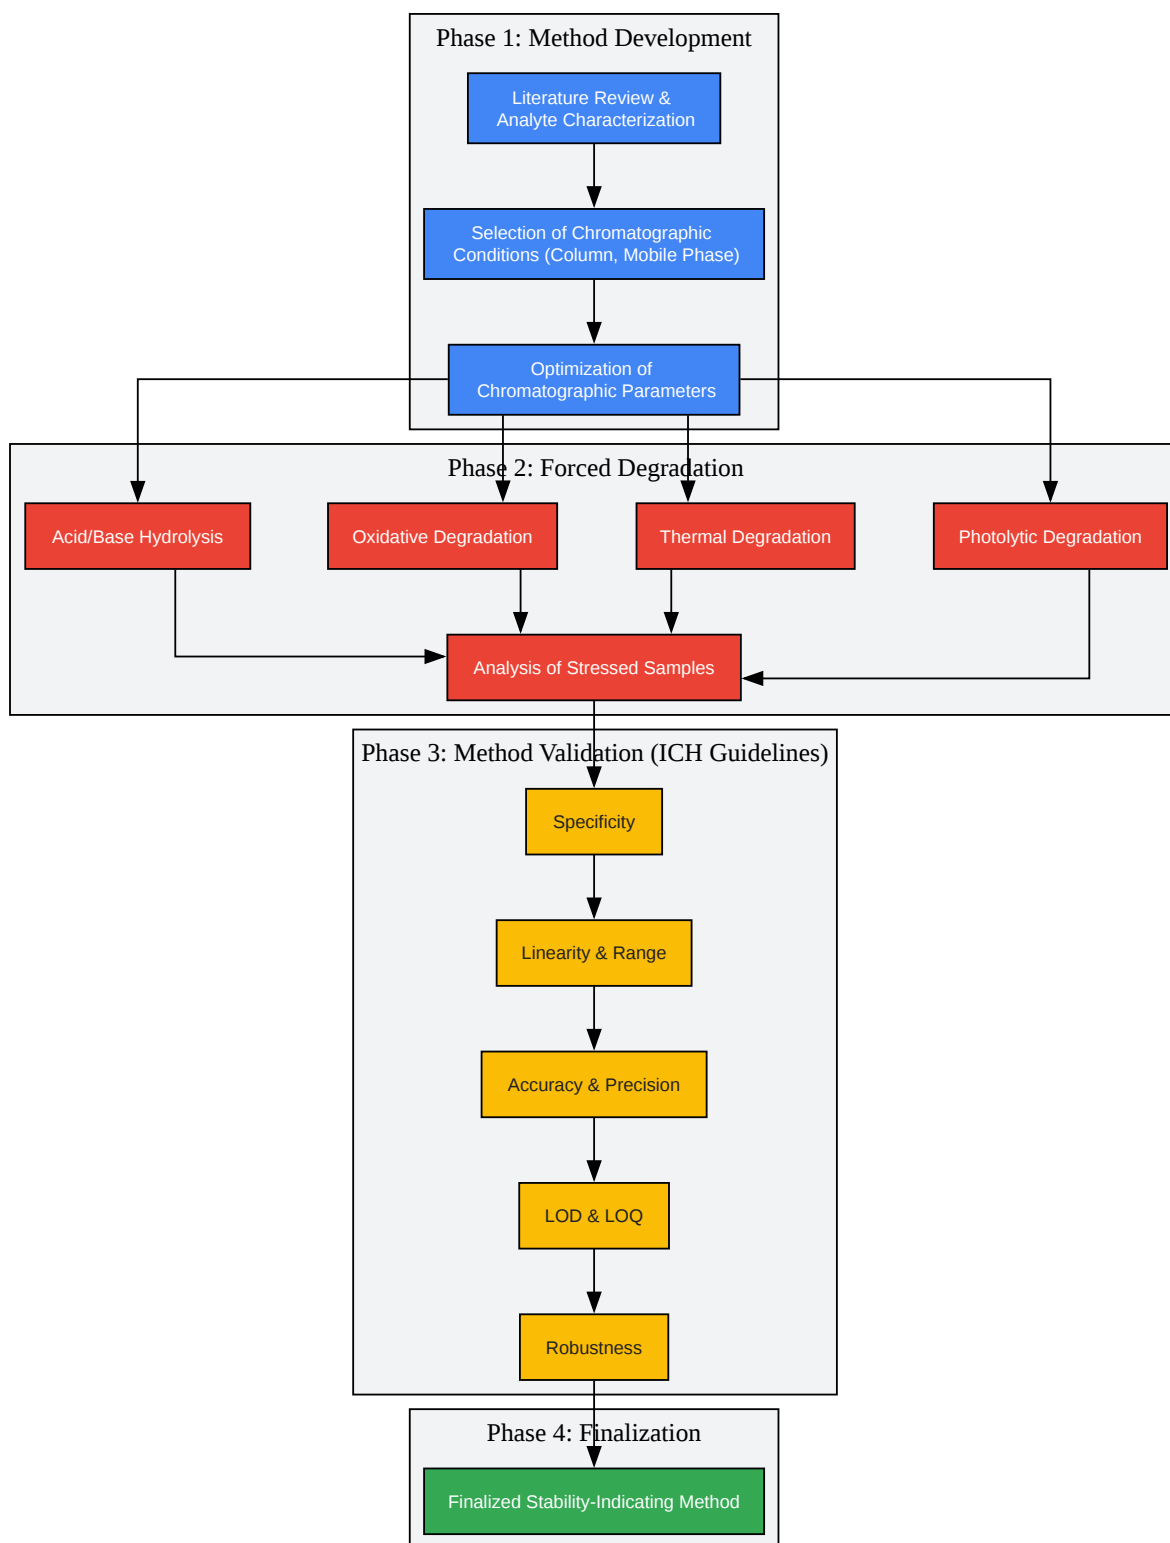 Phase 1: Method Development
Literature Review &
Analyte Characterization
Selection of Chromatographic
Conditions (Column, Mobile Phase)
Optimization of
Chromatographic Parameters
Phase 2: Forced Degradation
Acid/Base Hydrolysis
Oxidative Degradation
Thermal Degradation
Photolytic Degradation
Analysis of Stressed Samples
Phase 3: Method Validation (ICH Guidelines)
Specificity
Linearity & Range
Accuracy & Precision
LOD & LOQ
Robustness
Phase 4: Finalization
Finalized Stability-Indicating Method